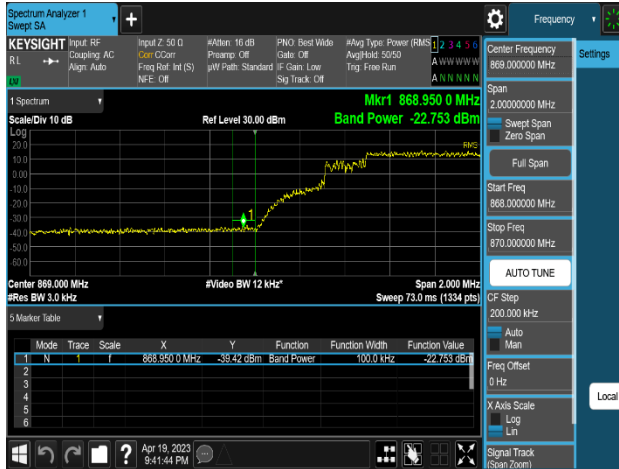 Spectrum Analyzer 1
Swept SA
+
Frequency
KEYSIGHT
Input: RF
Input Z: 50 Ω
#Atten: 16 dB
PNO: Best Wide
#Avg Type: Power (RMS
1 2 3 4 5 6
RL
Coupling: AC
Corr CCorr
Preamp: Off
Gate: Off
Avg|Hold: 50/50
A W W W W W
Align: Auto
Freq Ref: Int (S)
µW Path: Standard
IF Gain: Low
Trig: Free Run
NFE: Off
Sig Track: Off
A N N N N N
Center Frequency
869.000000 MHz
Settings
Span
2.00000000 MHz
Swept Span
Zero Span
Full Span
Start Freq
868.000000 MHz
Stop Freq
870.000000 MHz
AUTO TUNE
CF Step
200.000 kHz
Auto
Man
Freq Offset
0 Hz
X Axis Scale
Log
Lin
Local
Signal Track
(Span Zoom)
1 Spectrum
Mkr1 868.950 0 MHz
Scale/Div 10 dB
Ref Level 30.00 dBm
Band Power -22.753 dBm
Log
RMS
20.0
10.0
0.00
-10.0
-20.0
-30.0
-40.0
-50.0
-60.0
1
Center 869.000 MHz
#Video BW 12 kHz*
Span 2.000 MHz
#Res BW 3.0 kHz
Sweep 73.0 ms (1334 pts)
5 Marker Table
Mode Trace Scale X Y Function Function Width Function Value
1 N 1 f 868.950 0 MHz -39.42 dBm Band Power 100.0 kHz -22.753 dBm
2
3
4
5
6
?
Apr 19, 2023
9:41:44 PM